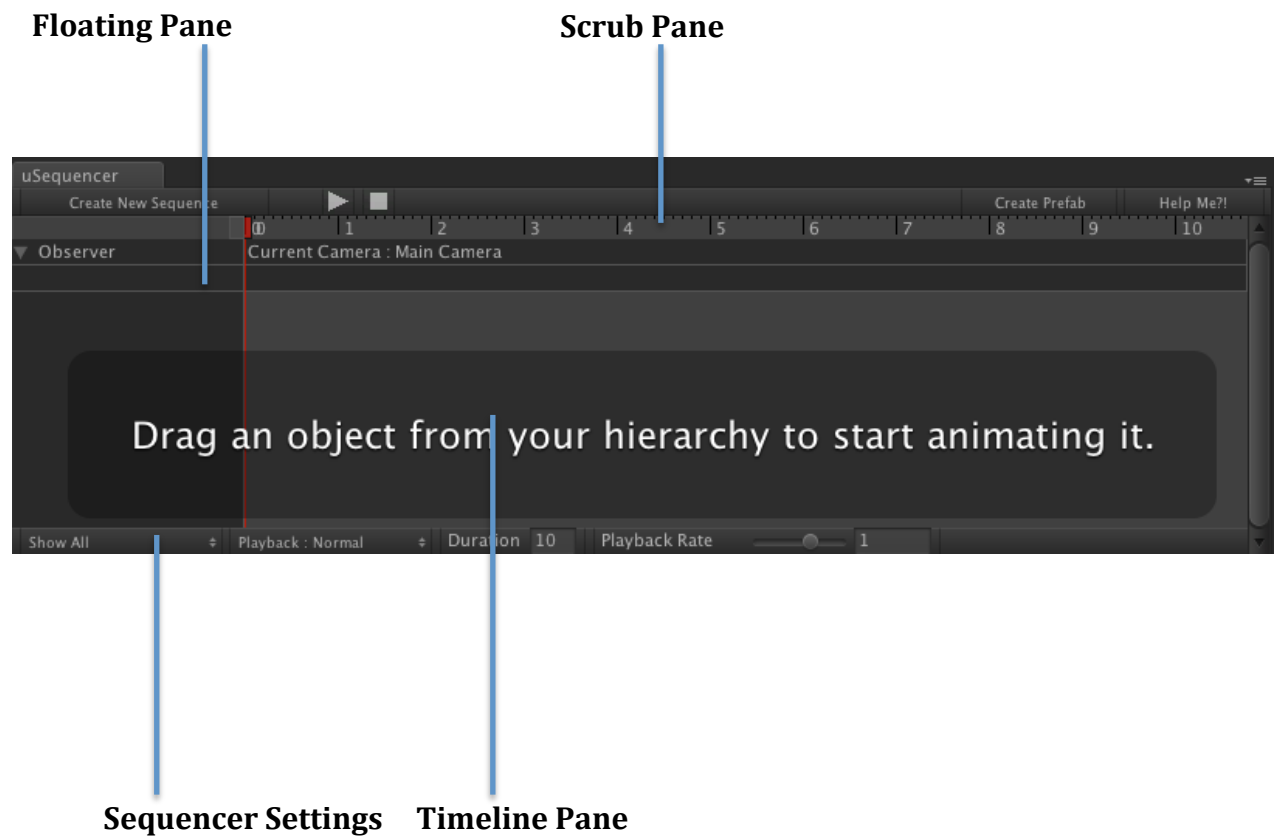 Floating Pane Scrub Pane
uSequencer
Create New Sequence Create Prefab Help Me?!
0 1 2 3 4 5 6 7 8 9 10
Observer Current Camera : Main Camera
Drag an object from your hierarchy to start animating it.
Show All Playback : Normal Duration 10 Playback Rate 1
Sequencer Settings Timeline Pane